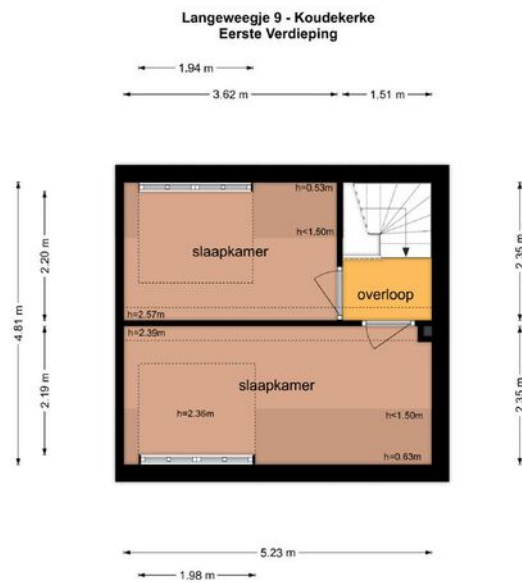 Langeweegje 9 - Koudekerke
Eerste Verdieping
1.94 m
3.62 m
1.51 m
h=0.53m
h<1.50m
slaapkamer
overloop
h=2.57m
h=2.39m
slaapkamer
h=2.36m
h<1.50m
h=0.63m
4.81 m
2.20 m
2.19 m
2.35 m
2.35 m
5.23 m
1.98 m